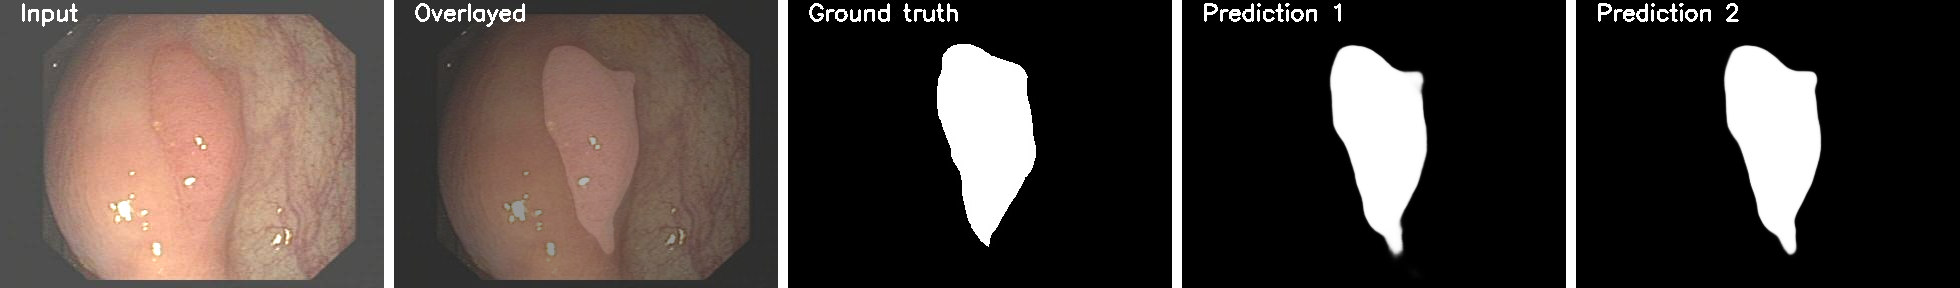 Input
Overlayed
Ground truth
Prediction 1
Prediction 2